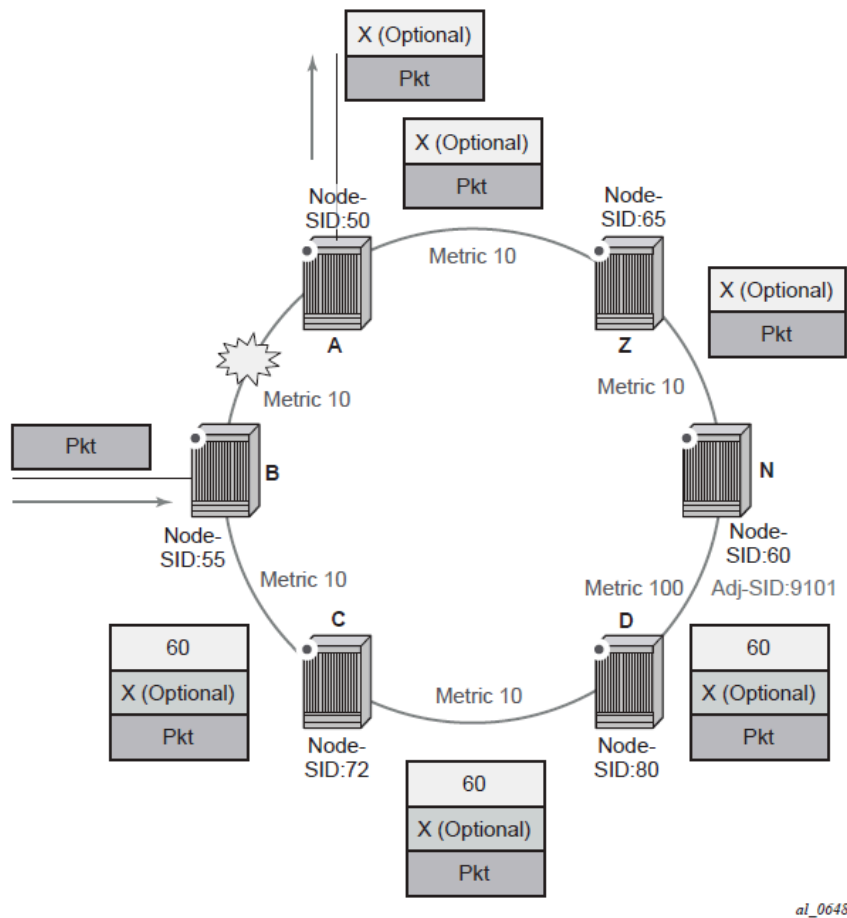 X (Optional)
Pkt
X (Optional)
Pkt
Node-
SID:50
Node-
SID:65
Metric 10
A
Z
X (Optional)
Pkt
Metric 10
Metric 10
Pkt
B
N
Node-
SID:55
Node-
SID:60
Adj-SID:9101
Metric 10
Metric 100
C
D
60
X (Optional)
Pkt
60
X (Optional)
Pkt
Metric 10
Node-
SID:72
Node-
SID:80
60
X (Optional)
Pkt
al_0648